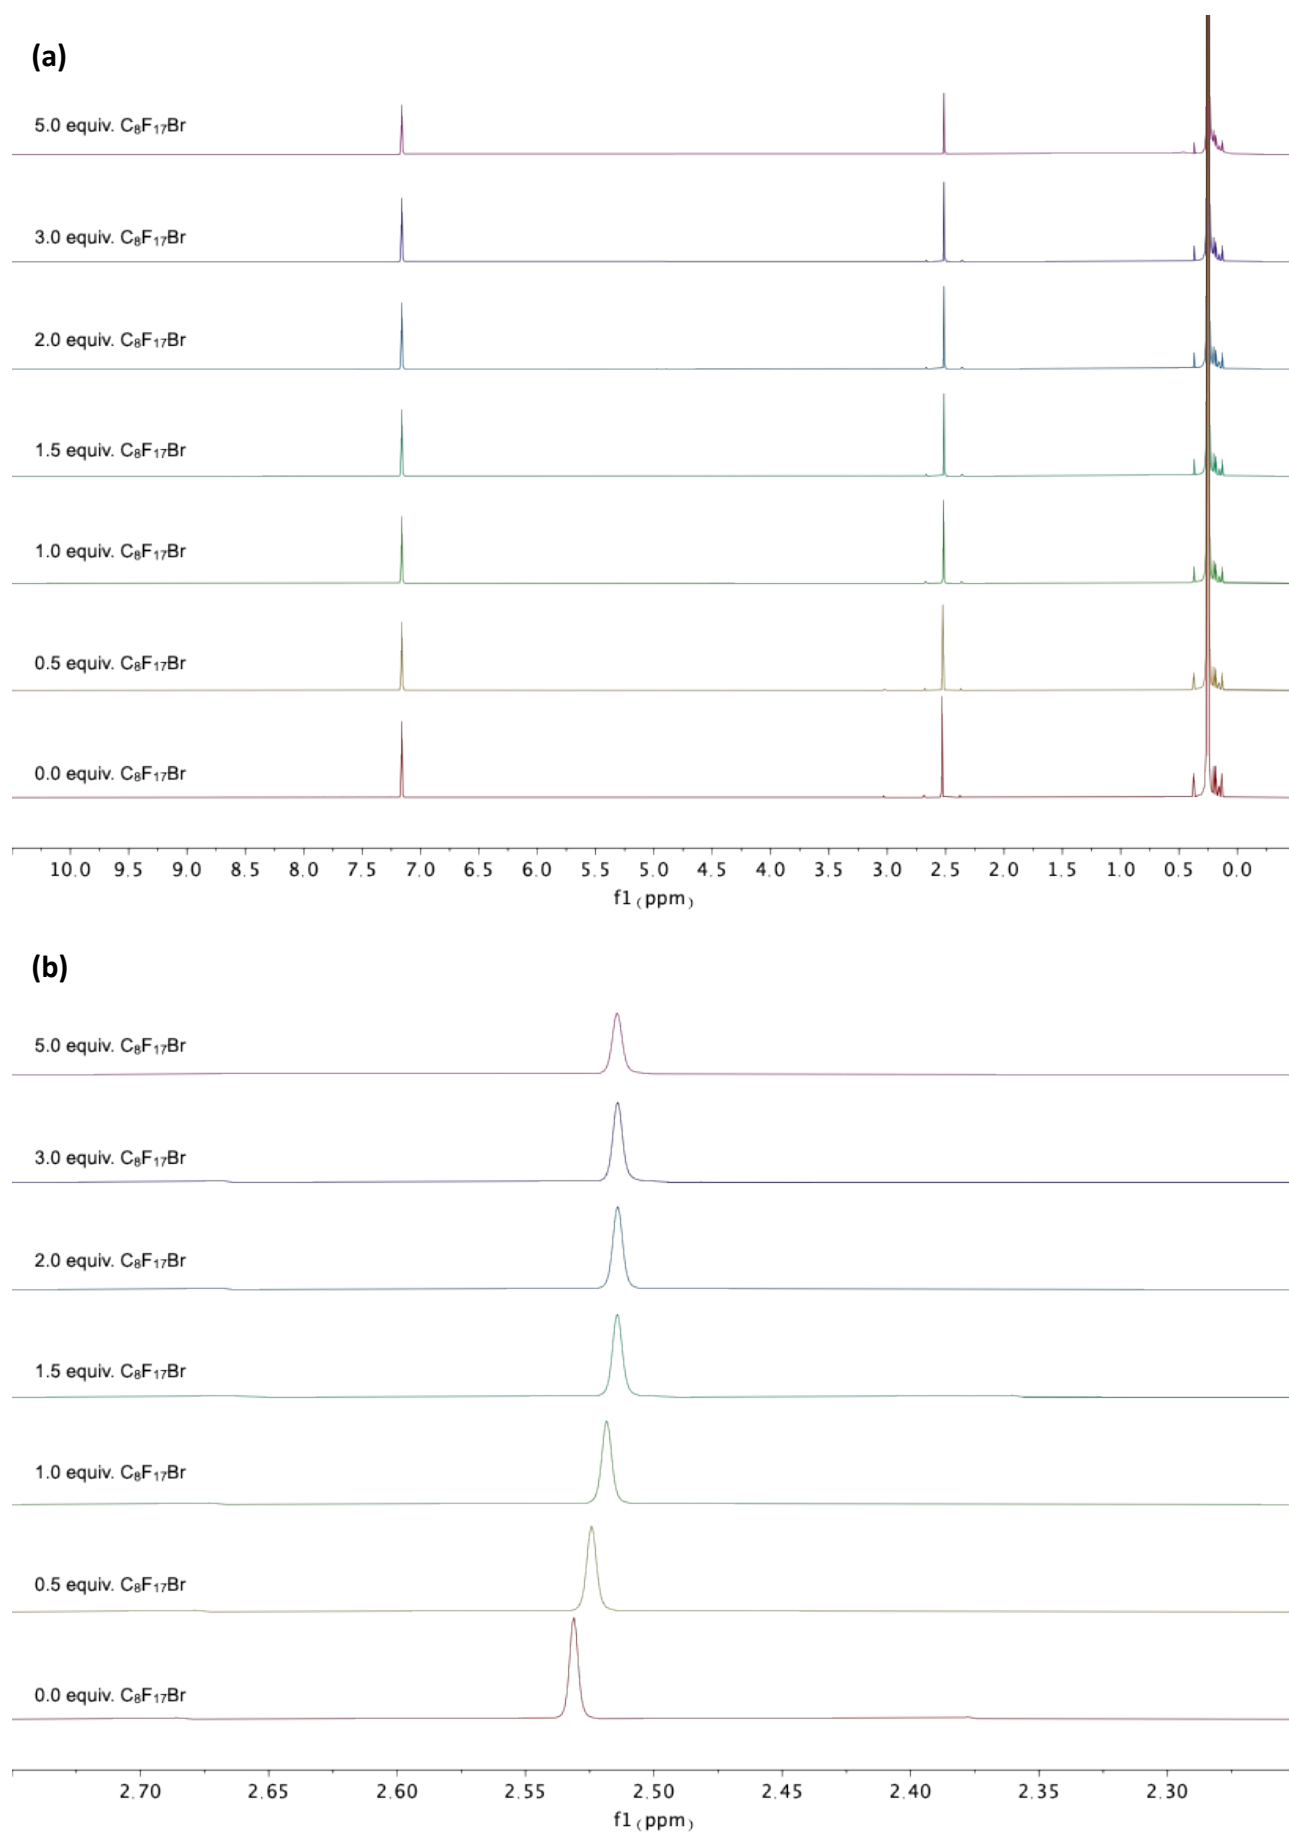 (a)
5.0 equiv. C₈F₁₇Br
3.0 equiv. C₈F₁₇Br
2.0 equiv. C₈F₁₇Br
1.5 equiv. C₈F₁₇Br
1.0 equiv. C₈F₁₇Br
0.5 equiv. C₈F₁₇Br
0.0 equiv. C₈F₁₇Br
10.0 9.5 9.0 8.5 8.0 7.5 7.0 6.5 6.0 5.5 5.0 4.5 4.0 3.5 3.0 2.5 2.0 1.5 1.0 0.5 0.0
f1 (ppm)
(b)
5.0 equiv. C₈F₁₇Br
3.0 equiv. C₈F₁₇Br
2.0 equiv. C₈F₁₇Br
1.5 equiv. C₈F₁₇Br
1.0 equiv. C₈F₁₇Br
0.5 equiv. C₈F₁₇Br
0.0 equiv. C₈F₁₇Br
2.70 2.65 2.60 2.55 2.50 2.45 2.40 2.35 2.30
f1 (ppm)